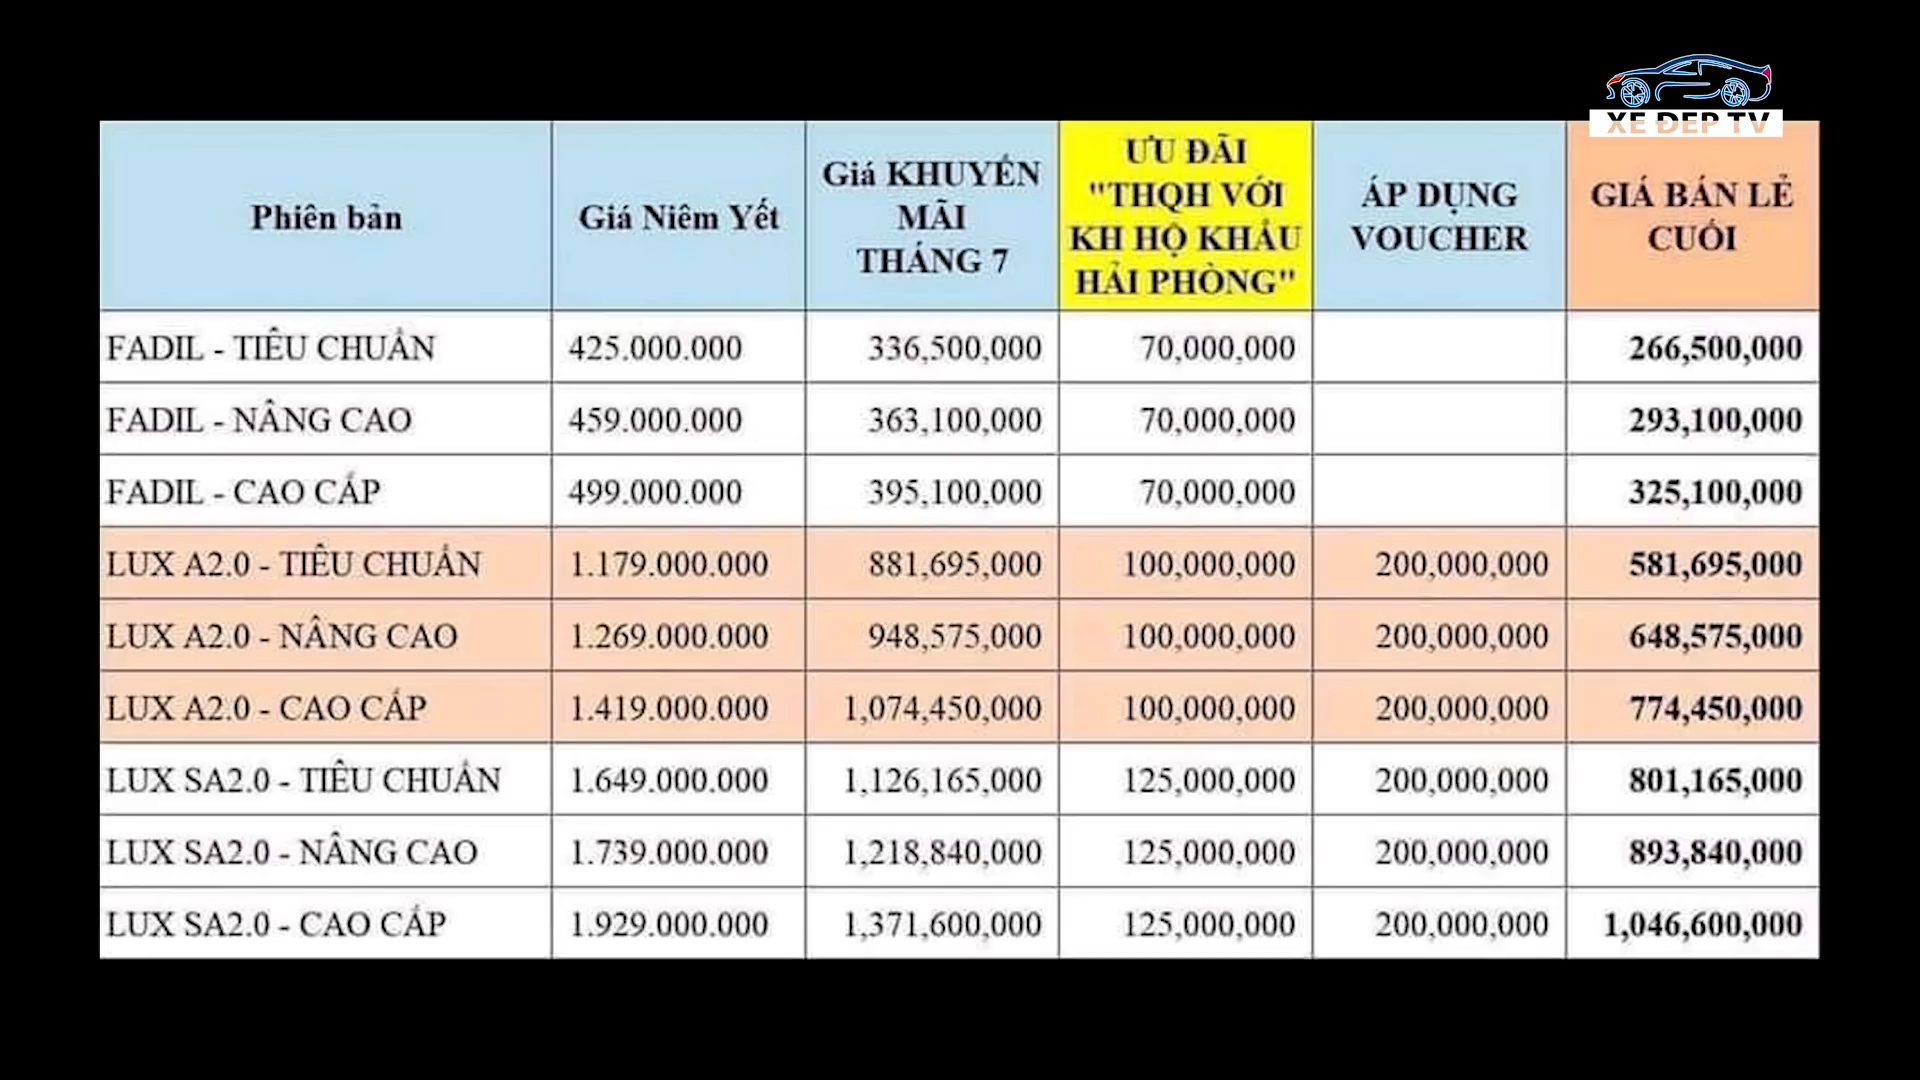 XE ĐẸP TV
Phiên bản
Giá Niêm Yết
Giá KHUYẾN
MÃI
THÁNG 7
ƯU ĐÃI
"THQH VỚI
KH HỘ KHẨU
HẢI PHÒNG"
ÁP DỤNG
VOUCHER
GIÁ BÁN LẺ
CUỐI
FADIL - TIÊU CHUẨN 425.000.000 336,500,000 70,000,000 266,500,000
FADIL - NÂNG CAO 459.000.000 363,100,000 70,000,000 293,100,000
FADIL - CAO CẤP 499.000.000 395,100,000 70,000,000 325,100,000
LUX A2.0 - TIÊU CHUẨN 1.179.000.000 881,695,000 100,000,000 200,000,000 581,695,000
LUX A2.0 - NÂNG CAO 1.269.000.000 948,575,000 100,000,000 200,000,000 648,575,000
LUX A2.0 - CAO CẤP 1.419.000.000 1,074,450,000 100,000,000 200,000,000 774,450,000
LUX SA2.0 - TIÊU CHUẨN 1.649.000.000 1,126,165,000 125,000,000 200,000,000 801,165,000
LUX SA2.0 - NÂNG CAO 1.739.000.000 1,218,840,000 125,000,000 200,000,000 893,840,000
LUX SA2.0 - CAO CẤP 1.929.000.000 1,371,600,000 125,000,000 200,000,000 1,046,600,000